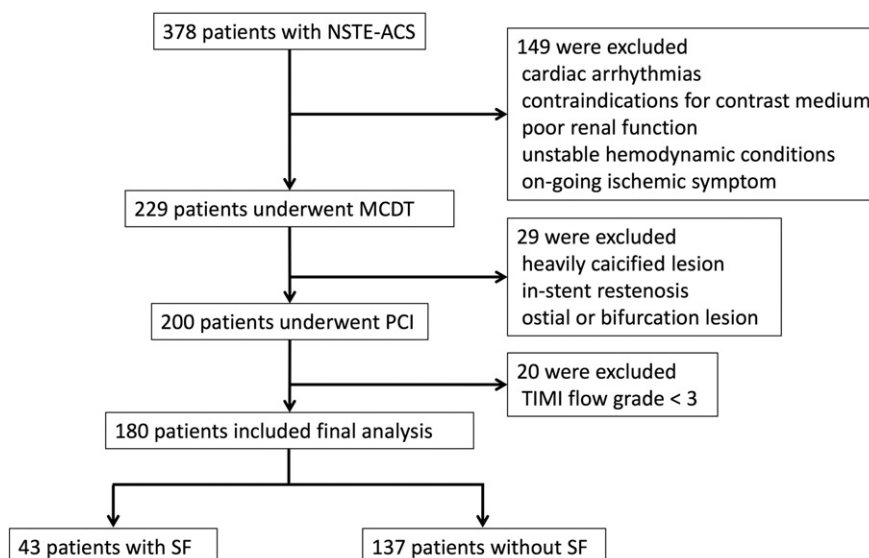 378 patients with NSTE-ACS
149 were excluded
cardiac arrhythmias
contraindications for contrast medium
poor renal function
unstable hemodynamic conditions
on-going ischemic symptom
229 patients underwent MCDT
29 were excluded
heavily caicified lesion
in-stent restenosis
ostial or bifurcation lesion
200 patients underwent PCI
20 were excluded
TIMI flow grade < 3
180 patients included final analysis
43 patients with SF
137 patients without SF